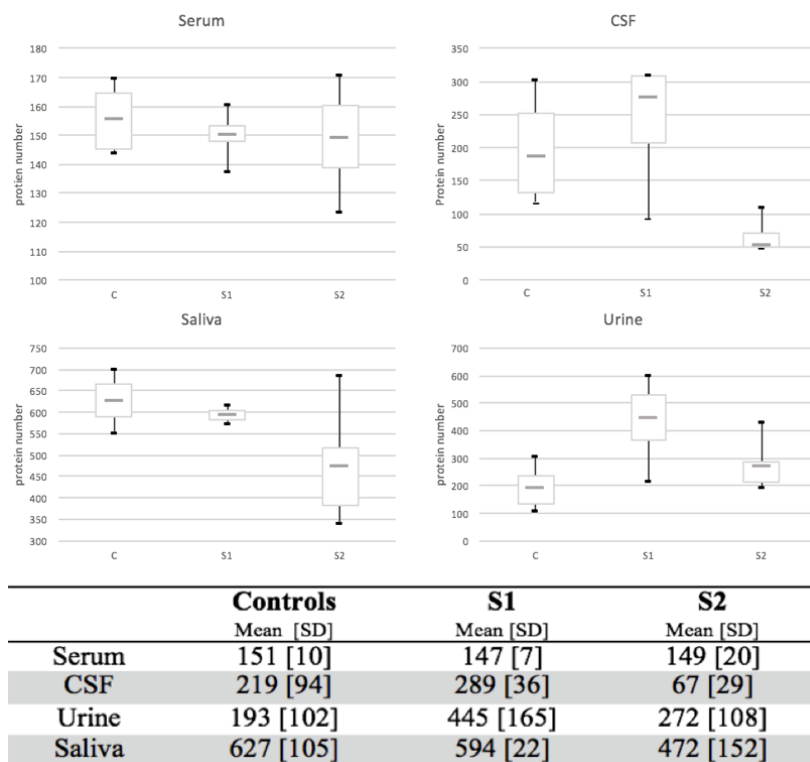 Serum
180
170
160
150
140
130
120
110
100
protien number
C S1 S2
CSF
350
300
250
200
150
100
50
0
Protein number
C S1 S2
Saliva
750
700
650
600
550
500
450
400
350
300
protein number
C S1 S2
Urine
700
600
500
400
300
200
100
0
protein number
C S1 S2
Controls S1 S2
Mean [SD] Mean [SD] Mean [SD]
Serum 151 [10] 147 [7] 149 [20]
CSF 219 [94] 289 [36] 67 [29]
Urine 193 [102] 445 [165] 272 [108]
Saliva 627 [105] 594 [22] 472 [152]